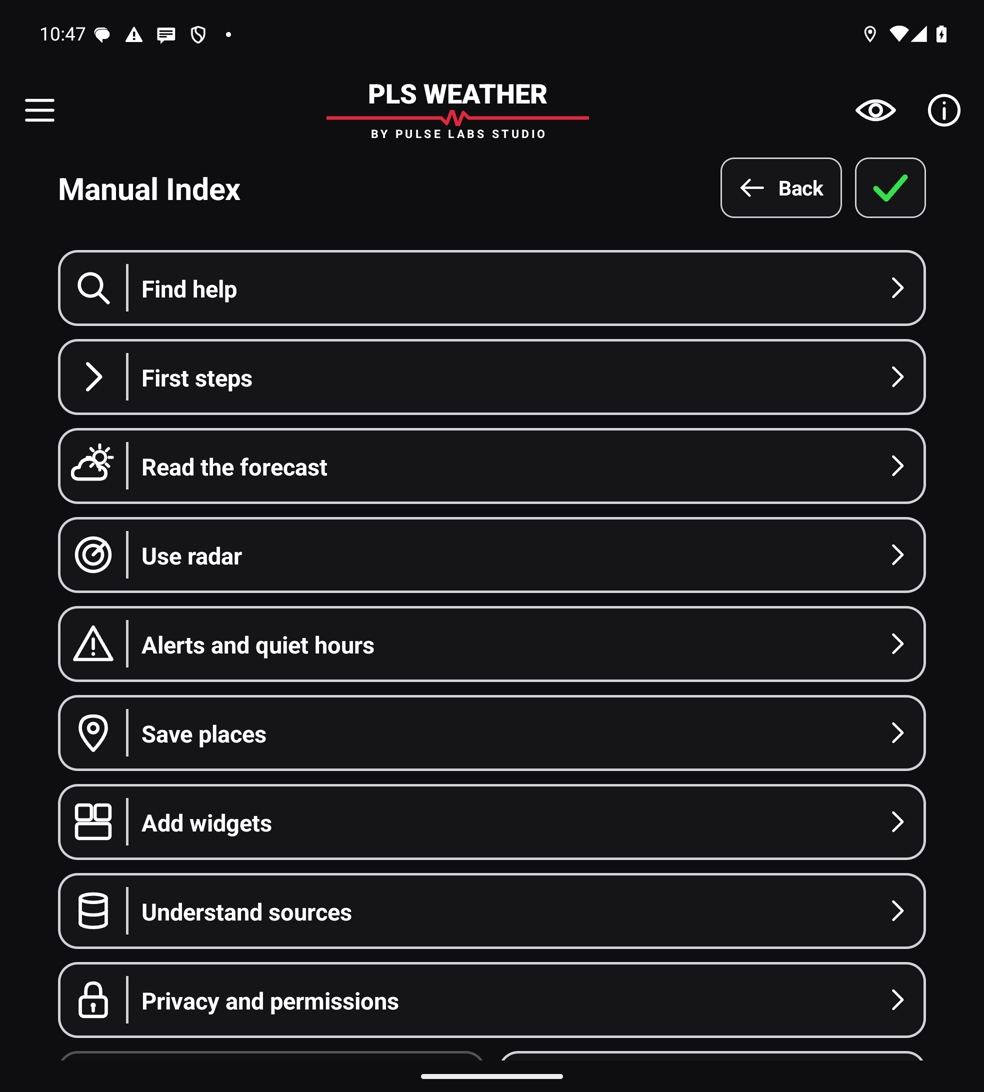 10:47
PLS WEATHER
BY PULSE LABS STUDIO
Manual Index
Back
Find help
First steps
Read the forecast
Use radar
Alerts and quiet hours
Save places
Add widgets
Understand sources
Privacy and permissions